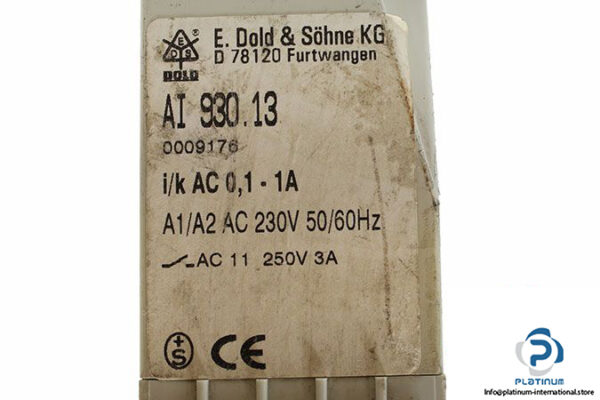 E
D S
DOLD
E. Dold & Söhne KG
D 78120 Furtwangen
AI 930.13
0009176
i/k AC 0,1 - 1A
A1/A2 AC 230V 50/60Hz
AC 11 250V 3A
+S
CE
PLATINUM
Info@platinum-international.store